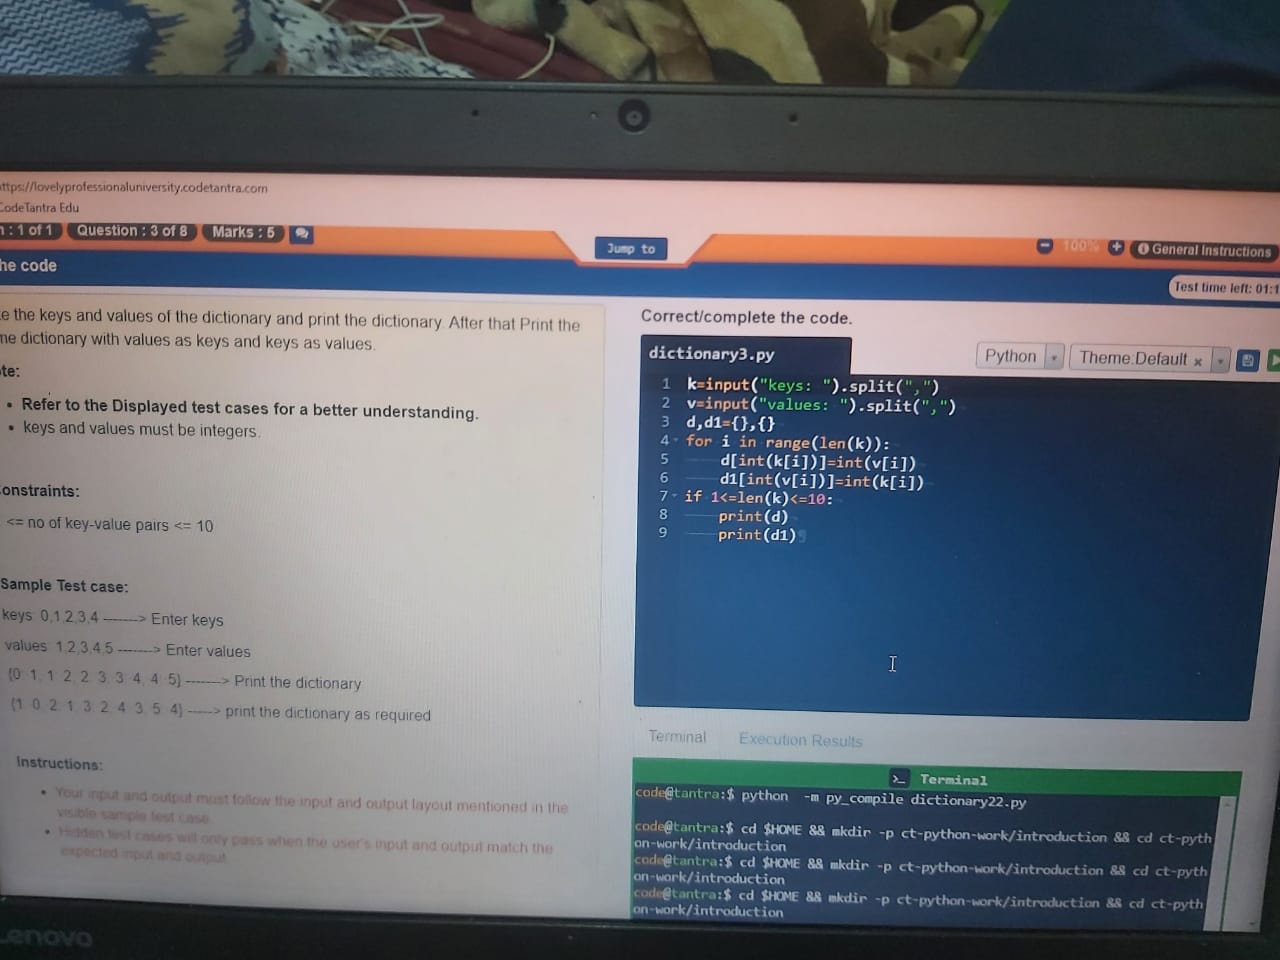 ttps://lovelyprofessionaluniversity.codetantra.com
CodeTantra Edu
: 1 of 1
Question : 3 of 8
Marks : 5
Jump to
100%
General Instructions
he code
Test time left: 01:1
e the keys and values of the dictionary and print the dictionary. After that Print the
me dictionary with values as keys and keys as values.
te:
• Refer to the Displayed test cases for a better understanding.
• keys and values must be integers.
onstraints:
<= no of key-value pairs <= 10
Sample Test case:
keys: 0,1,2,3,4 -------> Enter keys
values: 1,2,3,4,5 -------> Enter values
{0: 1, 1: 2, 2: 3, 3: 4, 4: 5} -------> Print the dictionary
{1: 0, 2: 1, 3: 2, 4: 3, 5: 4} -----> print the dictionary as required
Instructions:
• Your input and output must follow the input and output layout mentioned in the
visible sample test case.
• Hidden test cases will only pass when the user's input and output match the
expected input and output.
Correct/complete the code.
dictionary3.py
Python
Theme:Default x
1 k=input("keys: ").split(",")
2 v=input("values: ").split(",")
3 d,d1={},{}
4 for i in range(len(k)):
5 d[int(k[i])]=int(v[i])
6 d1[int(v[i])]=int(k[i])
7 if 1<=len(k)<=10:
8 print(d)
9 print(d1)
Terminal
Execution Results
Terminal
code@tantra:$ python -m py_compile dictionary22.py
code@tantra:$ cd $HOME && mkdir -p ct-python-work/introduction && cd ct-pyth
on-work/introduction
code@tantra:$ cd $HOME && mkdir -p ct-python-work/introduction && cd ct-pyth
on-work/introduction
code@tantra:$ cd $HOME && mkdir -p ct-python-work/introduction && cd ct-pyth
on-work/introduction
Lenovo